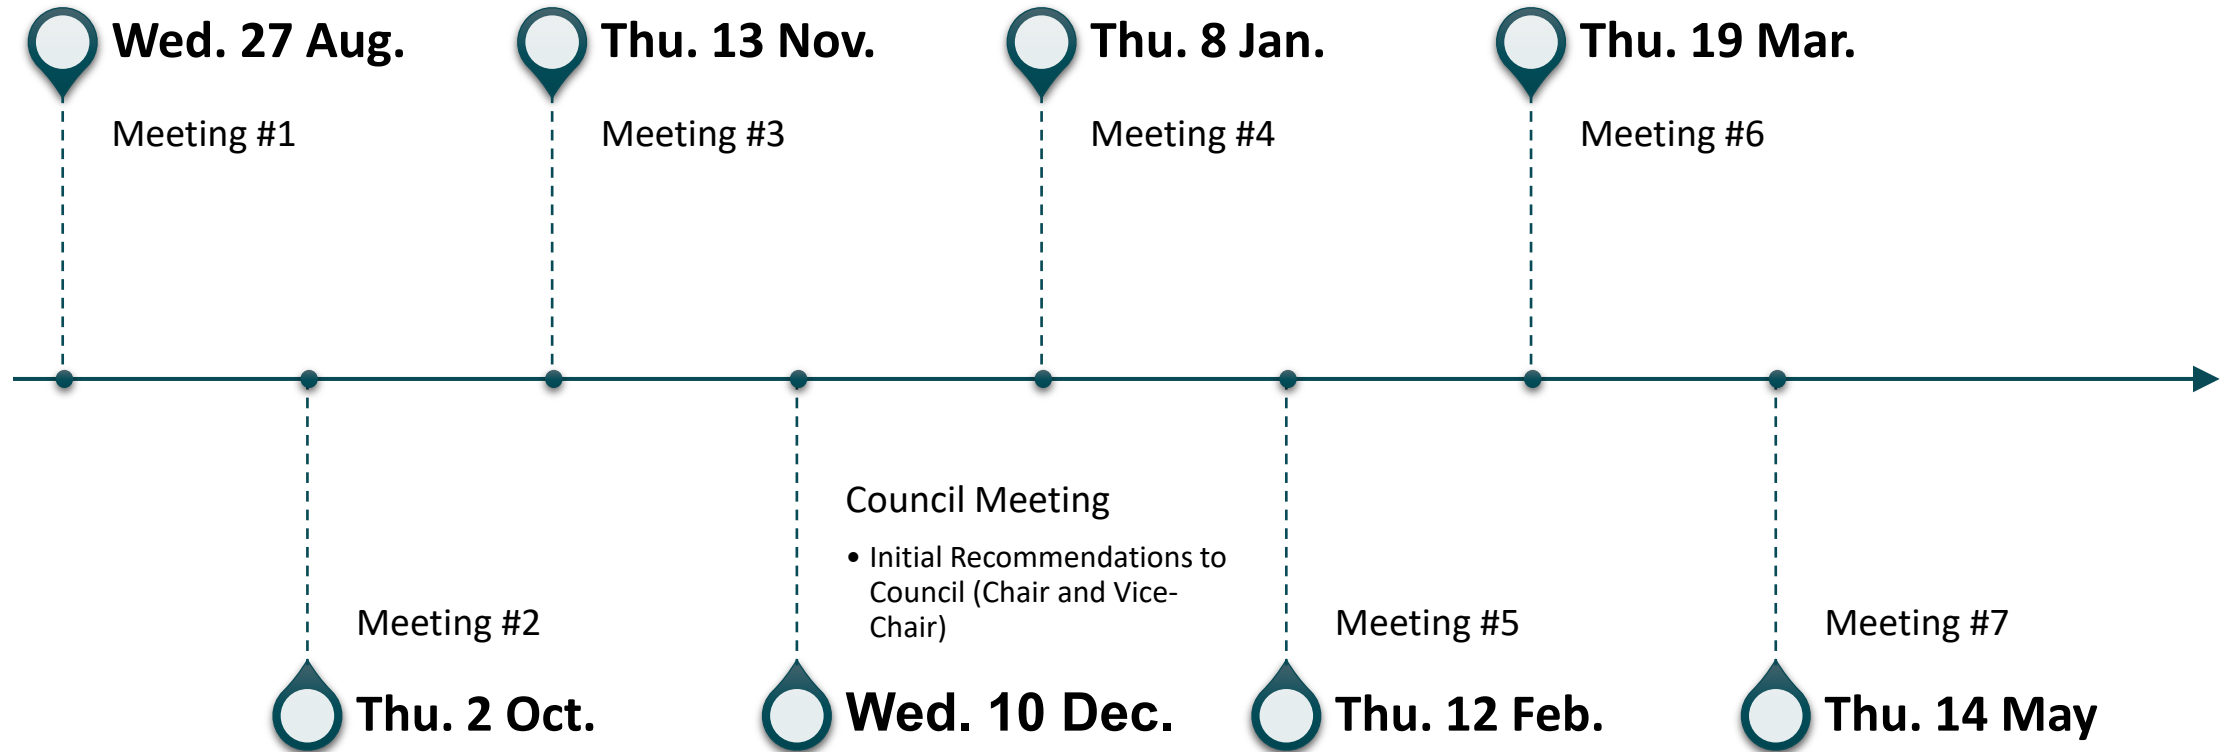 Wed. 27 Aug.
Meeting #1
Thu. 2 Oct.
Meeting #2
Thu. 13 Nov.
Meeting #3
Wed. 10 Dec.
Council Meeting
• Initial Recommendations to
Council (Chair and Vice-
Chair)
Thu. 8 Jan.
Meeting #4
Thu. 12 Feb.
Meeting #5
Thu. 19 Mar.
Meeting #6
Thu. 14 May
Meeting #7